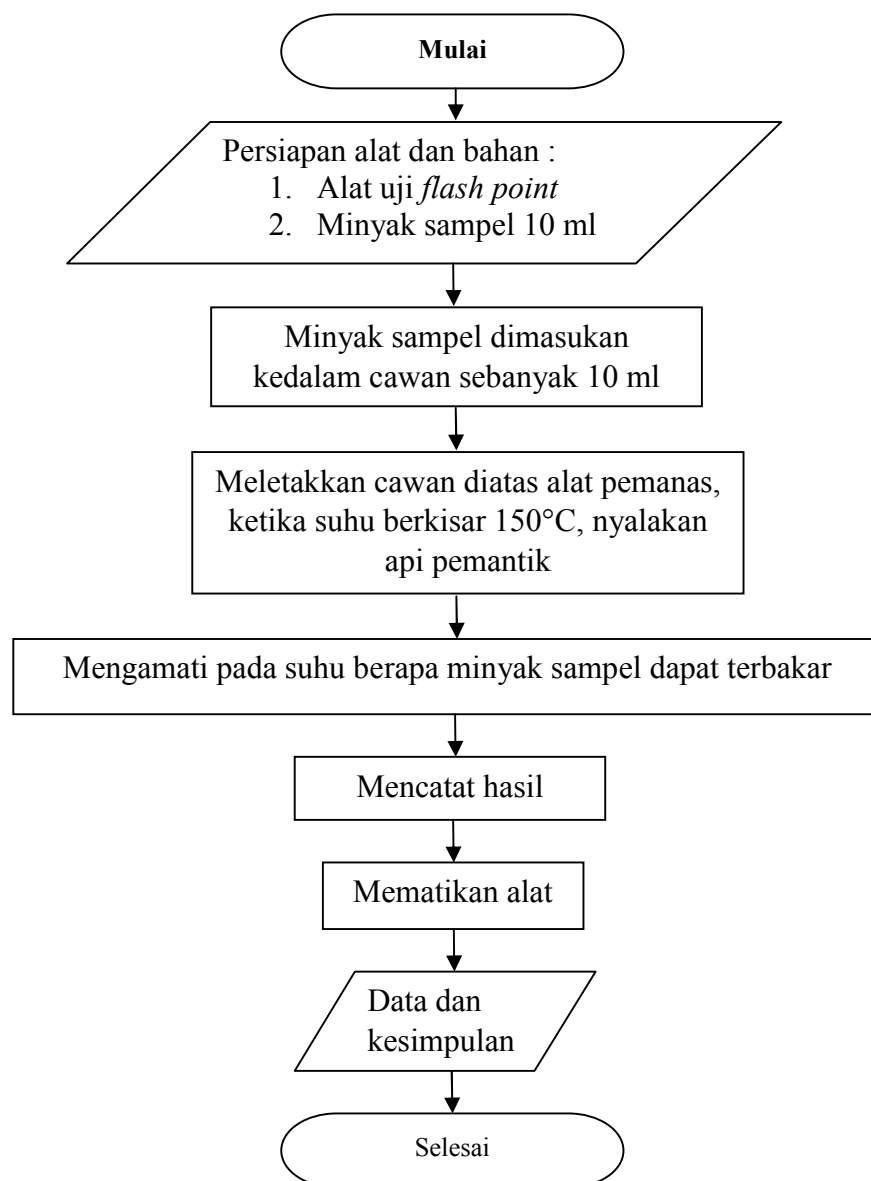 Mulai
Persiapan alat dan bahan :
1. Alat uji flash point
2. Minyak sampel 10 ml
Minyak sampel dimasukan
kedalam cawan sebanyak 10 ml
Meletakkan cawan diatas alat pemanas,
ketika suhu berkisar 150°C, nyalakan
api pemantik
Mengamati pada suhu berapa minyak sampel dapat terbakar
Mencatat hasil
Mematikan alat
Data dan
kesimpulan
Selesai